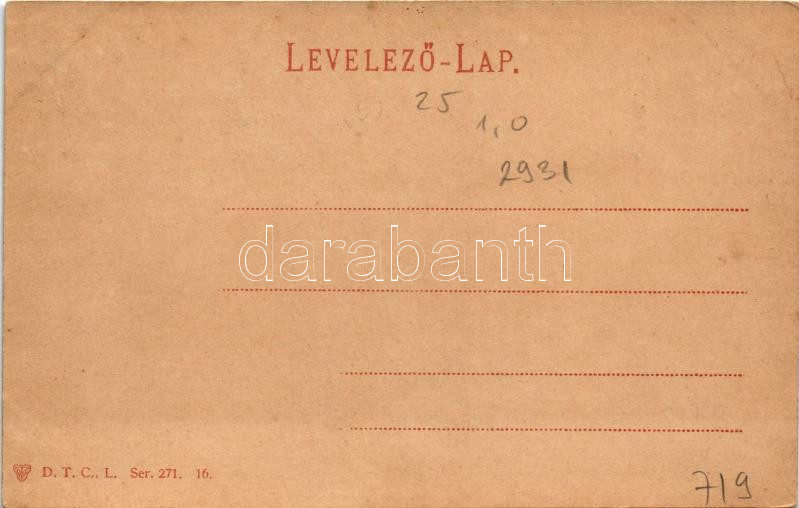 LEVELEZŐ-LAP.
25
1,0
2931
darabanth
D. T. C., L. Ser. 271. 16.
719